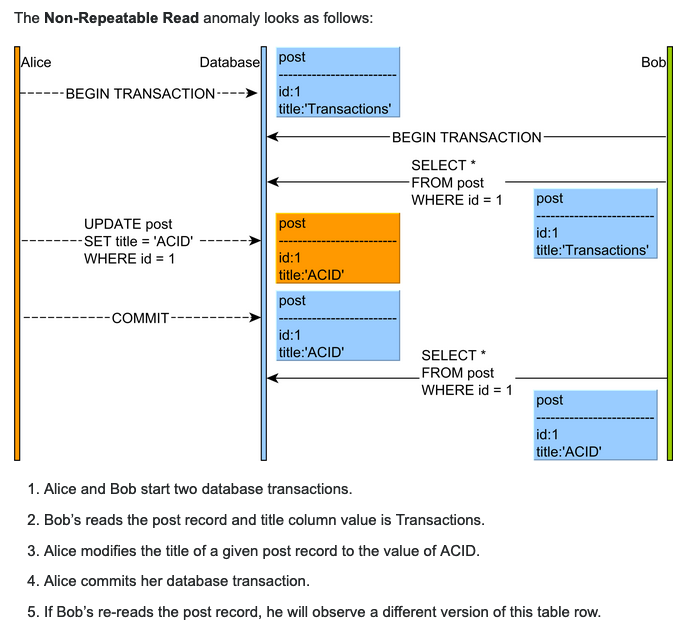 The Non-Repeatable Read anomaly looks as follows:
Alice
Database
post
Bob
id:1
title:'Transactions'
BEGIN TRANSACTION
BEGIN TRANSACTION
SELECT *
FROM post
WHERE id = 1
post
id:1
title:'Transactions'
UPDATE post
SET title = 'ACID'
WHERE id = 1
post
id:1
title:'ACID'
COMMIT
post
id:1
title:'ACID'
SELECT *
FROM post
WHERE id = 1
post
id:1
title:'ACID'
1. Alice and Bob start two database transactions.
2. Bob's reads the post record and title column value is Transactions.
3. Alice modifies the title of a given post record to the value of ACID.
4. Alice commits her database transaction.
5. If Bob's re-reads the post record, he will observe a different version of this table row.